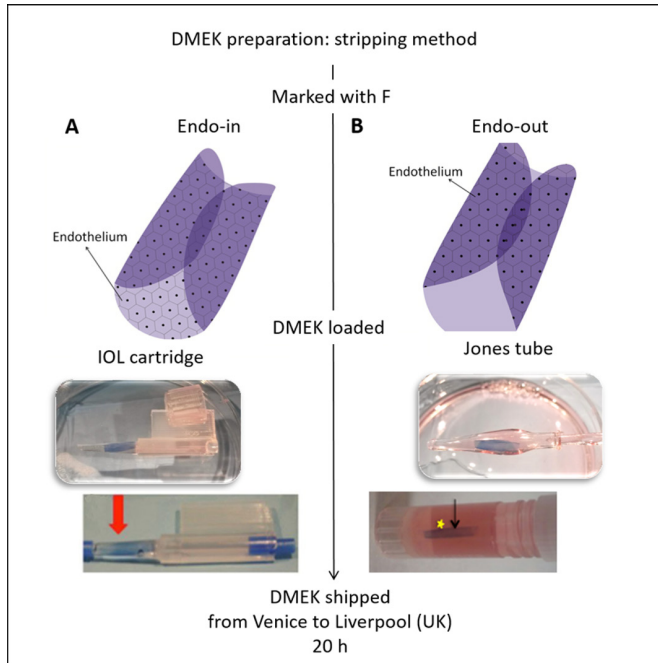 DMEK preparation: stripping method
Marked with F
A
Endo-in
Endothelium
IOL cartridge
B
Endo-out
Endothelium
DMEK loaded
Jones tube
DMEK shipped
from Venice to Liverpool (UK)
20 h